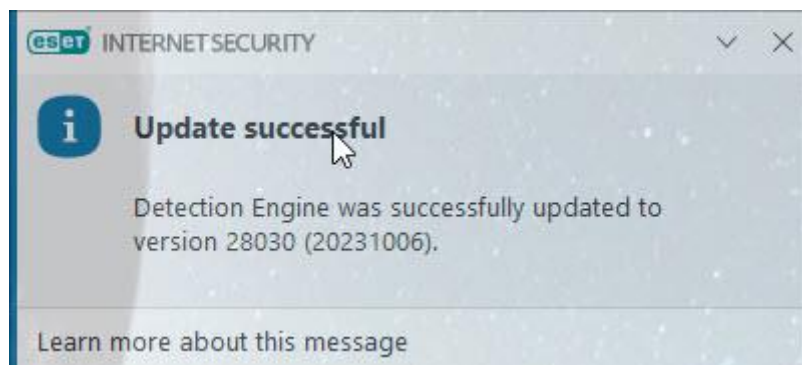 eset INTERNET SECURITY
Update successful
Detection Engine was successfully updated to
version 28030 (20231006).
Learn more about this message